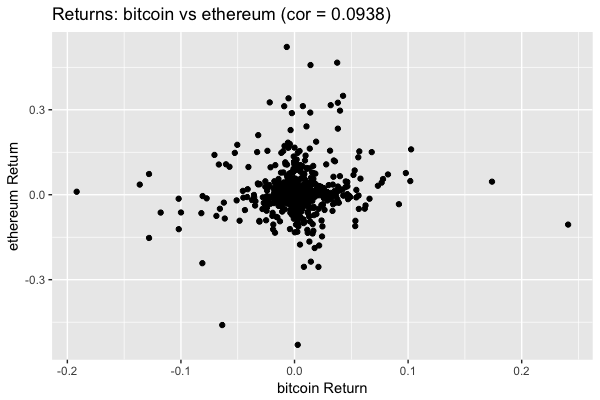 Returns: bitcoin vs ethereum (cor = 0.0938)
0.3
0.0
-0.3
ethereum Return
-0.2
-0.1
0.0
0.1
0.2
bitcoin Return